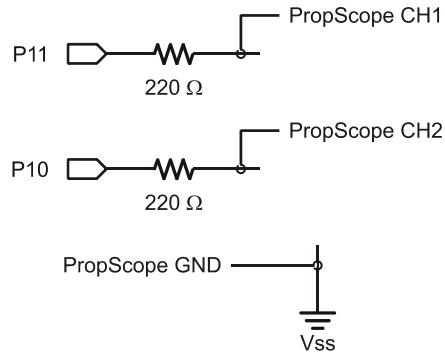 PropScope CH1
P11
220 Ω
PropScope CH2
P10
220 Ω
PropScope GND
Vss